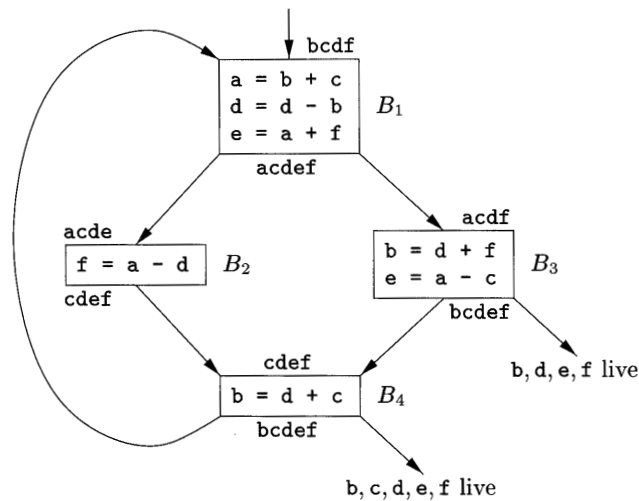 bcdf
a = b + c
d = d - b
e = a + f
B1
acdef
acde
f = a - d
B2
cdef
acdf
b = d + f
e = a - c
B3
bcdef
b, d, e, f live
cdef
b = d + c
B4
bcdef
b, c, d, e, f live